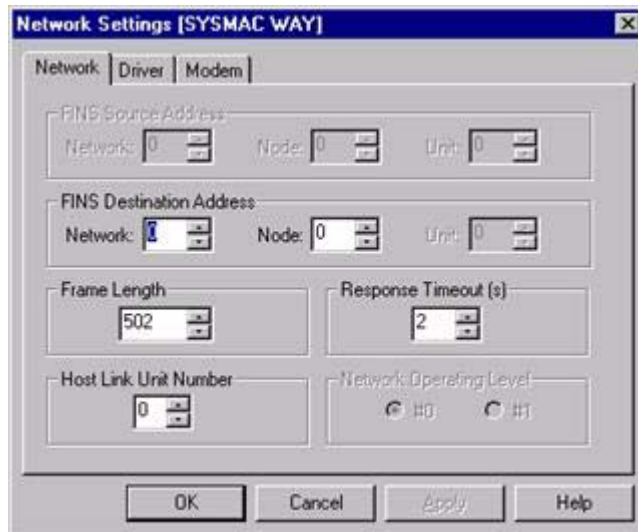 Network Settings [SYSMAC WAY]
Network Driver Modem
FINS Source Address
Network: 0 Node: 0 Unit: 0
FINS Destination Address
Network: 0 Node: 0 Unit: 0
Frame Length Response Timeout (s)
502 2
Host Link Unit Number Network Operating Level
0 #0 #1
OK Cancel Apply Help